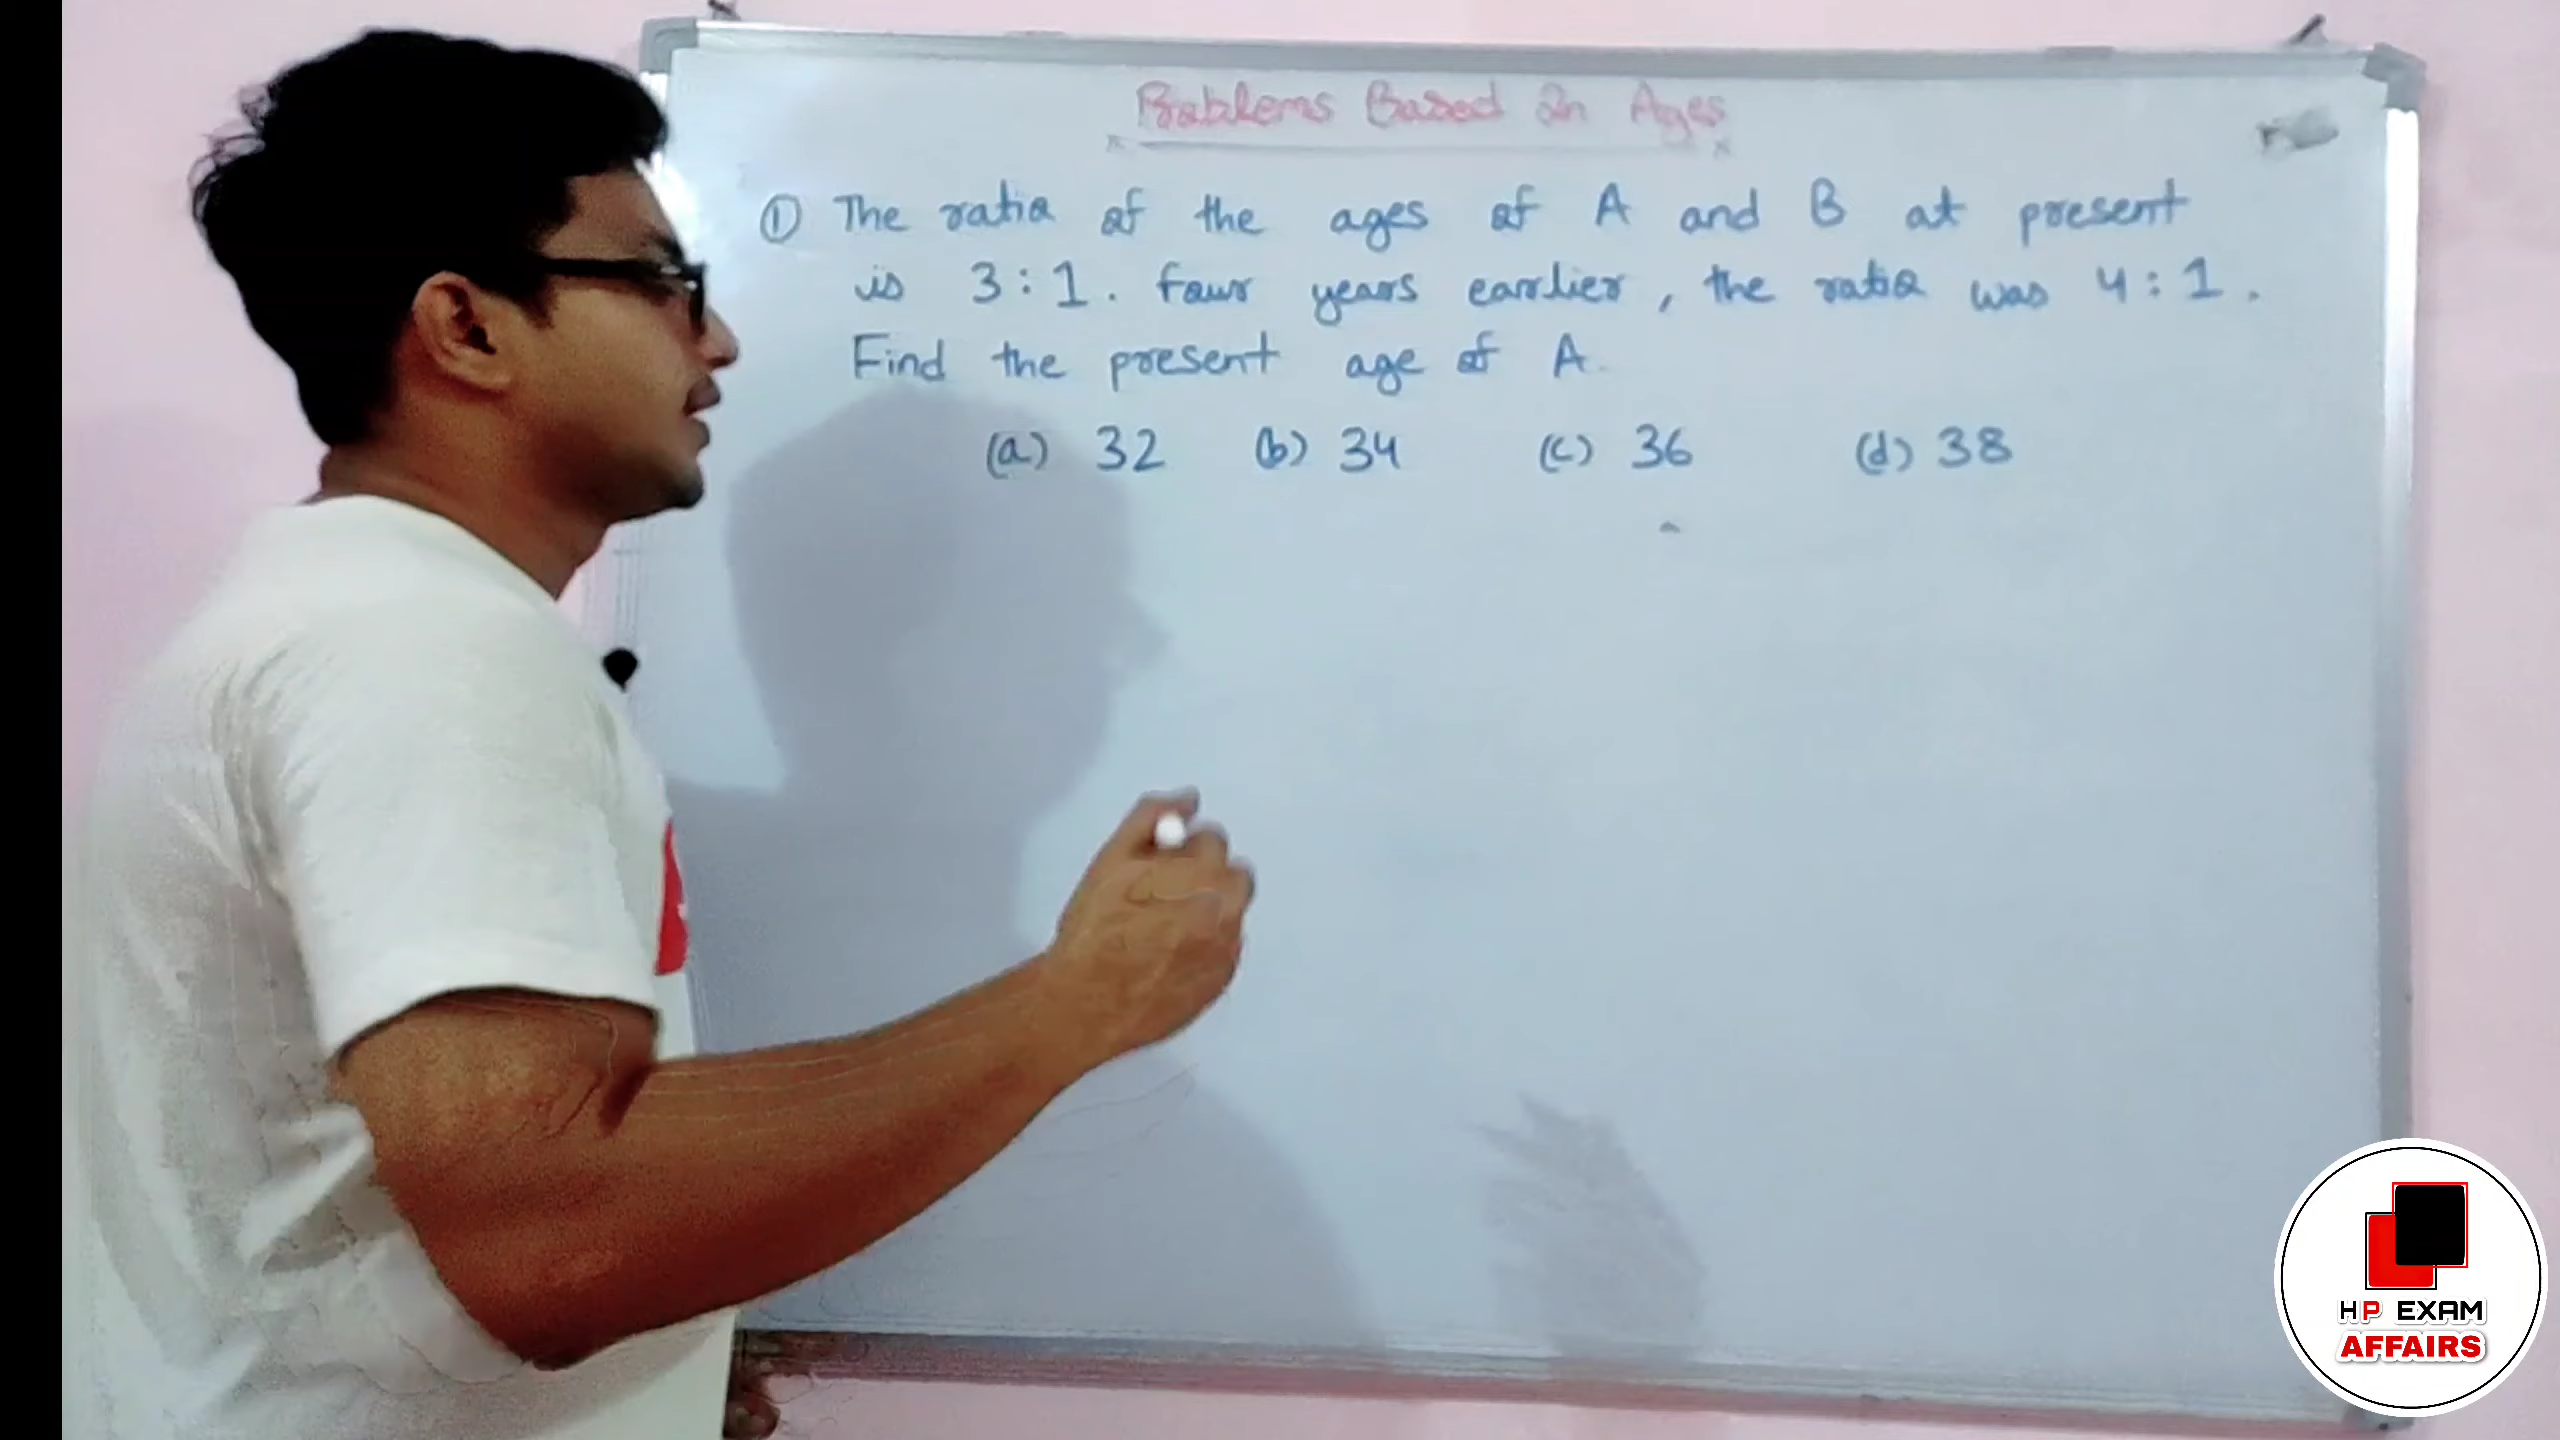 Problems Based On Ages
① The ratio of the ages of A and B at present
is 3 : 1. Four years earlier, the ratio was 4 : 1.
Find the present age of A.
(a) 32 (b) 34 (c) 36 (d) 38
HP EXAM
AFFAIRS